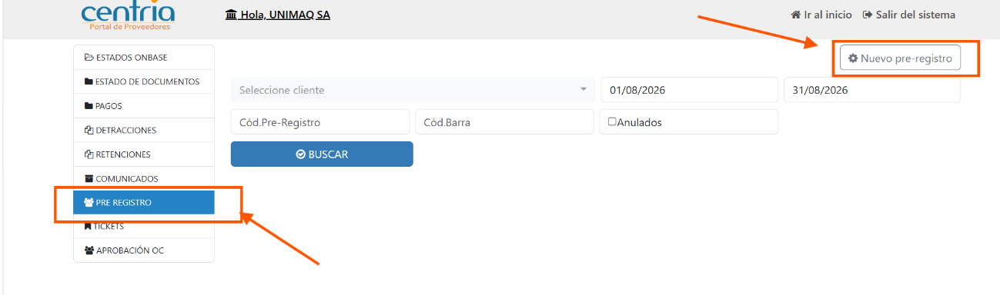 centria
Portal de Proveedores
Hola, UNIMAQ SA
Ir al inicio
Salir del sistema
ESTADOS ONBASE
ESTADO DE DOCUMENTOS
PAGOS
DETRACCIONES
RETENCIONES
COMUNICADOS
PRE REGISTRO
TICKETS
APROBACIÓN OC
Nuevo pre-registro
Seleccione cliente
01/08/2026
31/08/2026
Cód.Pre-Registro
Cód.Barra
Anulados
BUSCAR